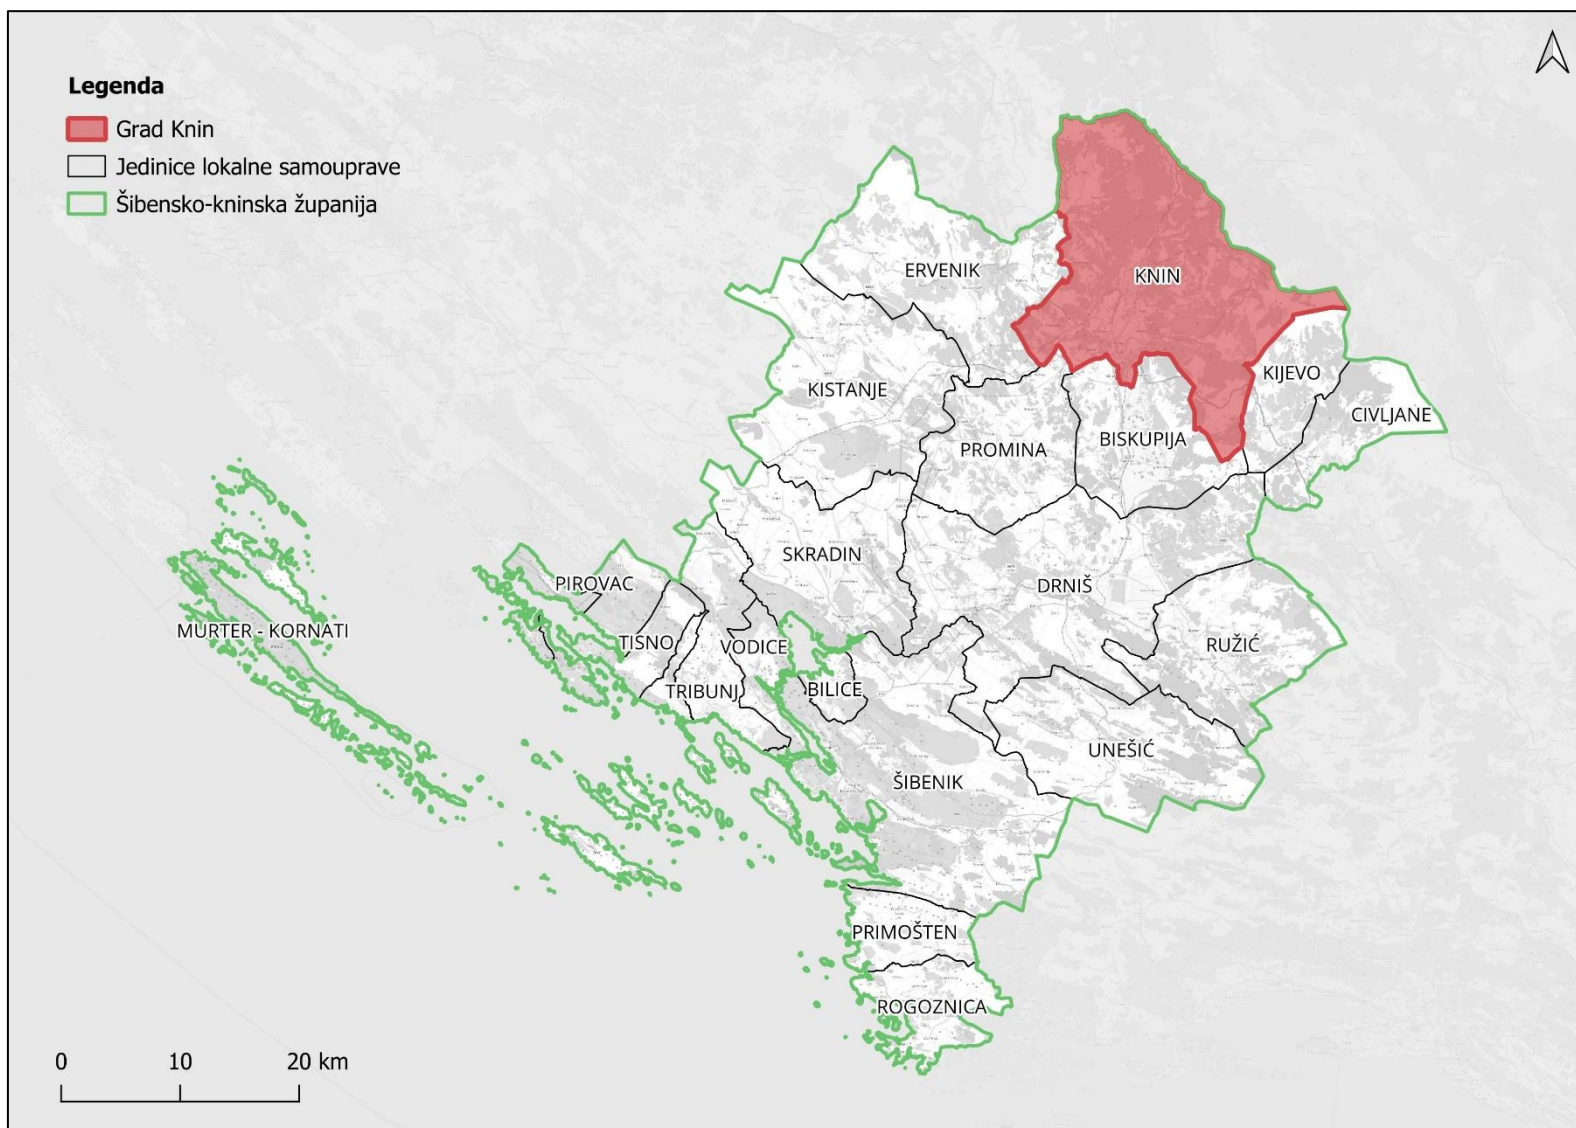 Legenda
Grad Knin
Jedinice lokalne samouprave
Šibensko-kninska županija
ERVENIK
KNIN
KISTANJE
KIJEVO
CIVLJANE
PROMINA
BISKUPIJA
SKRADIN
DRNIŠ
PIROVAC
MURTER - KORNATI
TISNO
VODICE
RUŽIĆ
TRIBUNJ
BILICE
UNEŠIĆ
ŠIBENIK
PRIMOŠTEN
ROGOZNICA
0 10 20 km